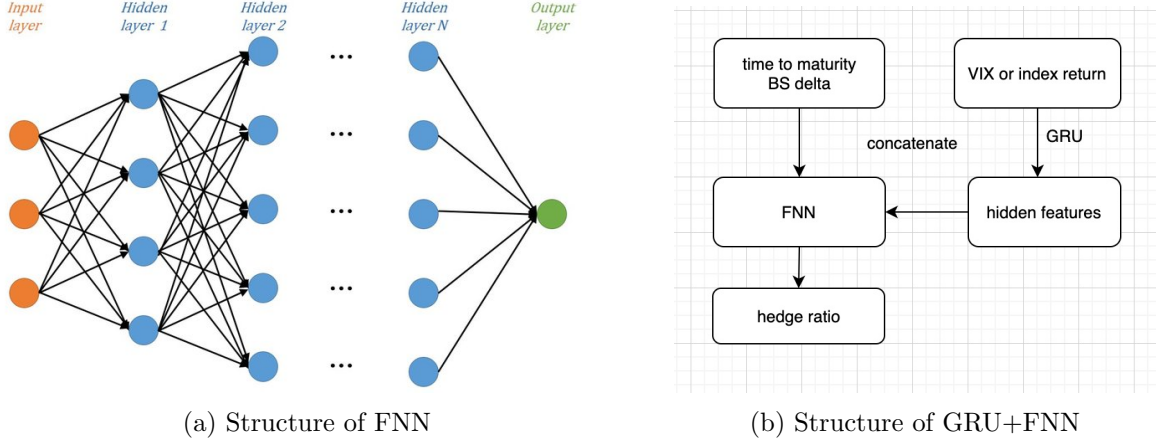 Input
layer
Hidden
layer 1
Hidden
layer 2
Hidden
layer N
Output
layer
...
...
...
...
...
(a) Structure of FNN
time to maturity
BS delta
VIX or index return
concatenate
GRU
FNN
hidden features
hedge ratio
(b) Structure of GRU+FNN